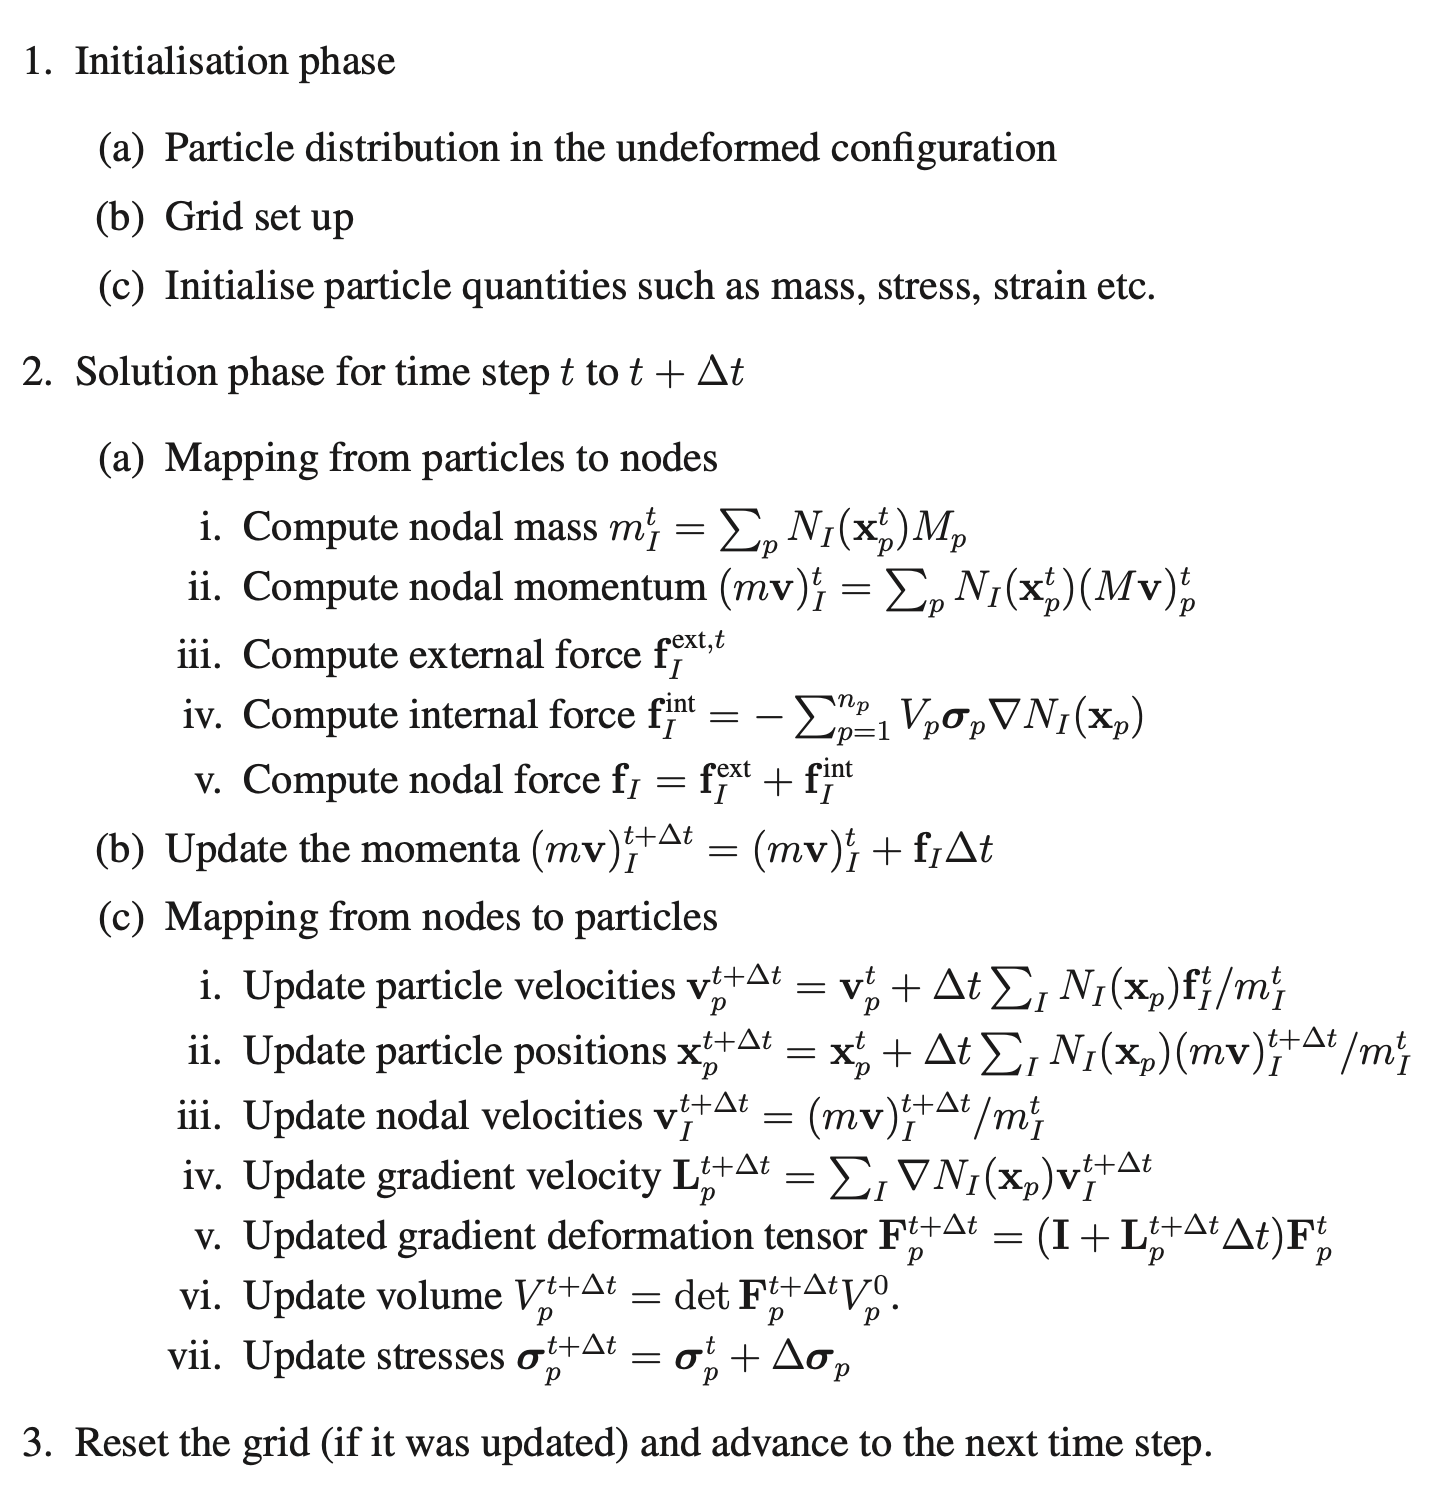 1. Initialisation phase
(a) Particle distribution in the undeformed configuration
(b) Grid set up
(c) Initialise particle quantities such as mass, stress, strain etc.
2. Solution phase for time step $t$ to $t + \Delta t$
(a) Mapping from particles to nodes
i. Compute nodal mass $m_I^t = \sum_p N_I(\mathbf{x}_p^t) M_p$
ii. Compute nodal momentum $(m\mathbf{v})_I^t = \sum_p N_I(\mathbf{x}_p^t)(M\mathbf{v})_p^t$
iii. Compute external force $\mathbf{f}_I^{\text{ext},t}$
iv. Compute internal force $\mathbf{f}_I^{\text{int}} = -\sum_{p=1}^{n_p} V_p \boldsymbol{\sigma}_p \nabla N_I(\mathbf{x}_p)$
v. Compute nodal force $\mathbf{f}_I = \mathbf{f}_I^{\text{ext}} + \mathbf{f}_I^{\text{int}}$
(b) Update the momenta $(m\mathbf{v})_I^{t+\Delta t} = (m\mathbf{v})_I^t + \mathbf{f}_I \Delta t$
(c) Mapping from nodes to particles
i. Update particle velocities $\mathbf{v}_p^{t+\Delta t} = \mathbf{v}_p^t + \Delta t \sum_I N_I(\mathbf{x}_p) \mathbf{f}_I^t / m_I^t$
ii. Update particle positions $\mathbf{x}_p^{t+\Delta t} = \mathbf{x}_p^t + \Delta t \sum_I N_I(\mathbf{x}_p)(m\mathbf{v})_I^{t+\Delta t} / m_I^t$
iii. Update nodal velocities $\mathbf{v}_I^{t+\Delta t} = (m\mathbf{v})_I^{t+\Delta t} / m_I^t$
iv. Update gradient velocity $\mathbf{L}_p^{t+\Delta t} = \sum_I \nabla N_I(\mathbf{x}_p) \mathbf{v}_I^{t+\Delta t}$
v. Updated gradient deformation tensor $\mathbf{F}_p^{t+\Delta t} = (\mathbf{I} + \mathbf{L}_p^{t+\Delta t} \Delta t) \mathbf{F}_p^t$
vi. Update volume $V_p^{t+\Delta t} = \det \mathbf{F}_p^{t+\Delta t} V_p^0$.
vii. Update stresses $\boldsymbol{\sigma}_p^{t+\Delta t} = \boldsymbol{\sigma}_p^t + \Delta \boldsymbol{\sigma}_p$
3. Reset the grid (if it was updated) and advance to the next time step.